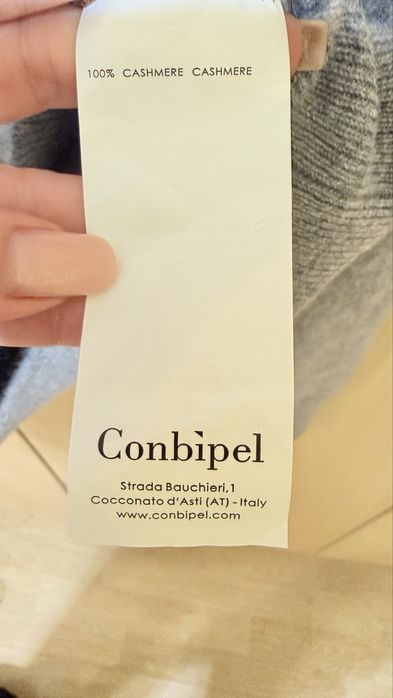 100% CASHMERE CASHMERE
Conbipel
Strada Bauchieri,1
Cocconato d'Asti (AT) - Italy
www.conbipel.com